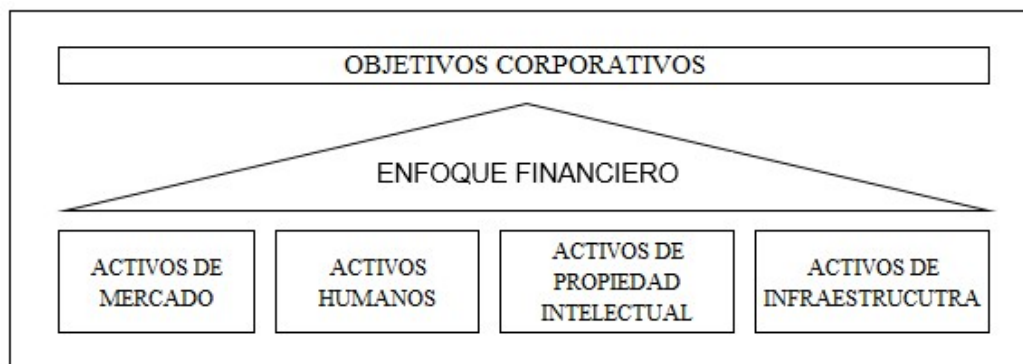 OBJETIVOS CORPORATIVOS
ENFOQUE FINANCIERO
ACTIVOS DE
MERCADO
ACTIVOS
HUMANOS
ACTIVOS DE
PROPIEDAD
INTELECTUAL
ACTIVOS DE
INFRAESTRUCUTRA